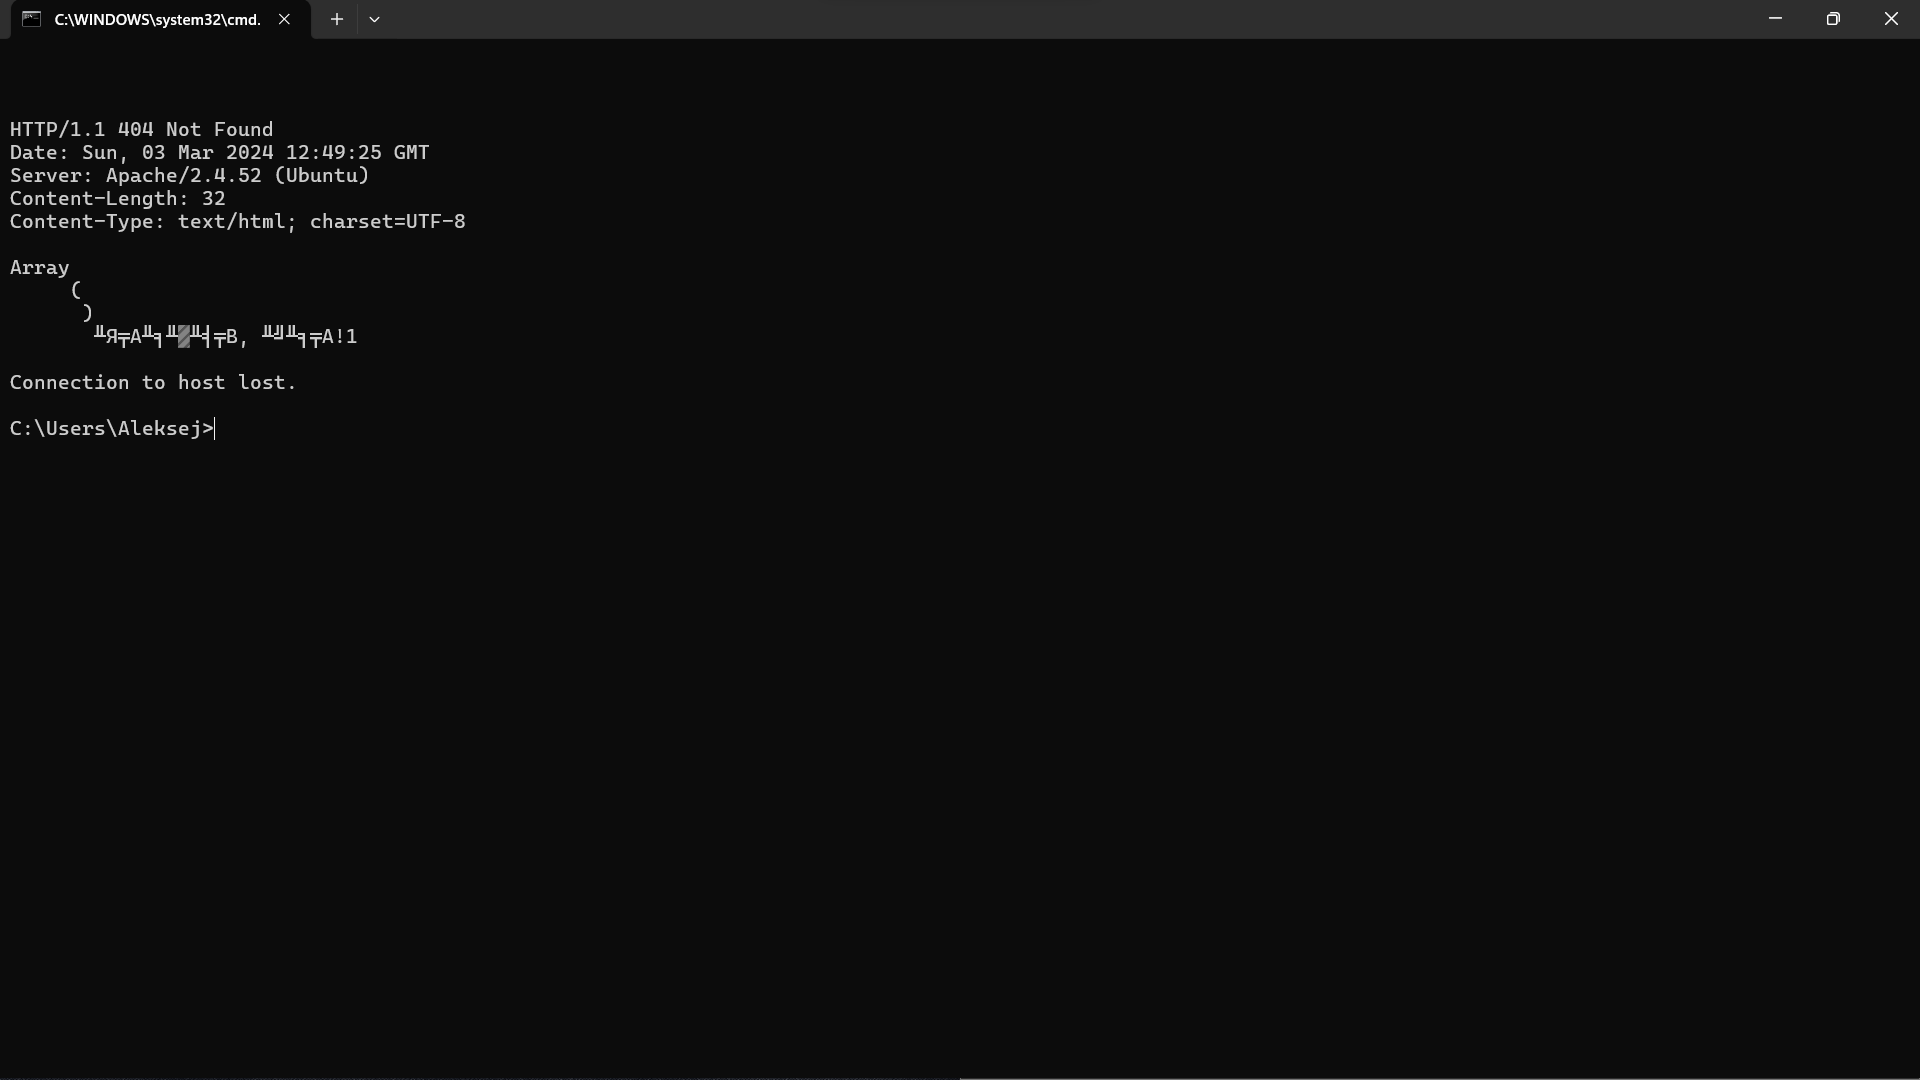 C:\WINDOWS\system32\cmd.
HTTP/1.1 404 Not Found
Date: Sun, 03 Mar 2024 12:49:25 GMT
Server: Apache/2.4.52 (Ubuntu)
Content-Length: 32
Content-Type: text/html; charset=UTF-8
Array
(
)
╨Я╤А╨╕╨▓╨╡╤В, ╨╝╨╕╤А!1
Connection to host lost.
C:\Users\Aleksej>